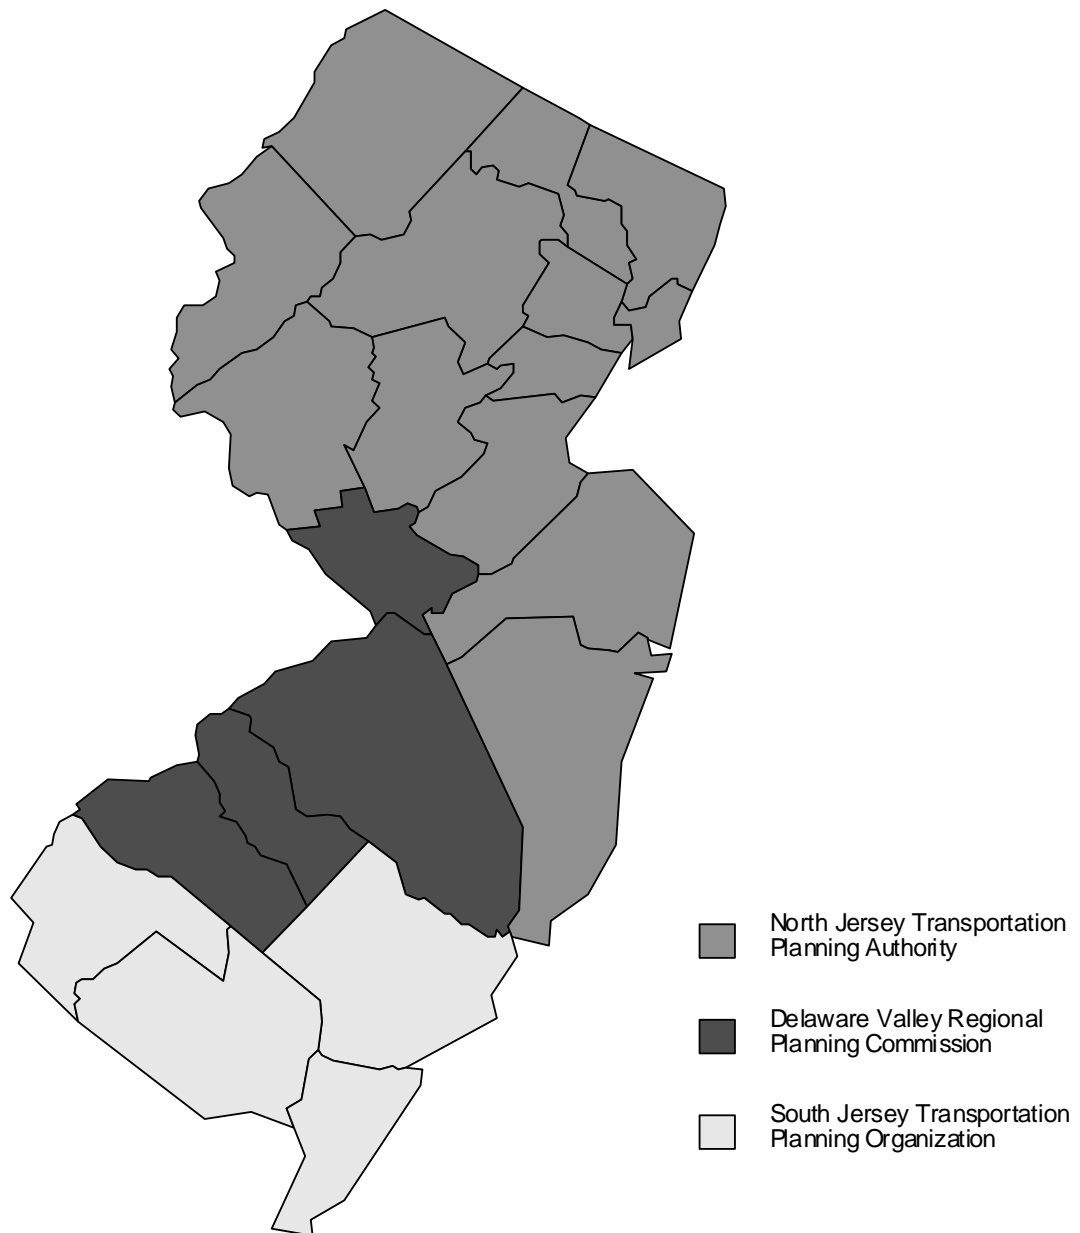 North Jersey Transportation
Planning Authority
Delaware Valley Regional
Planning Commission
South Jersey Transportation
Planning Organization